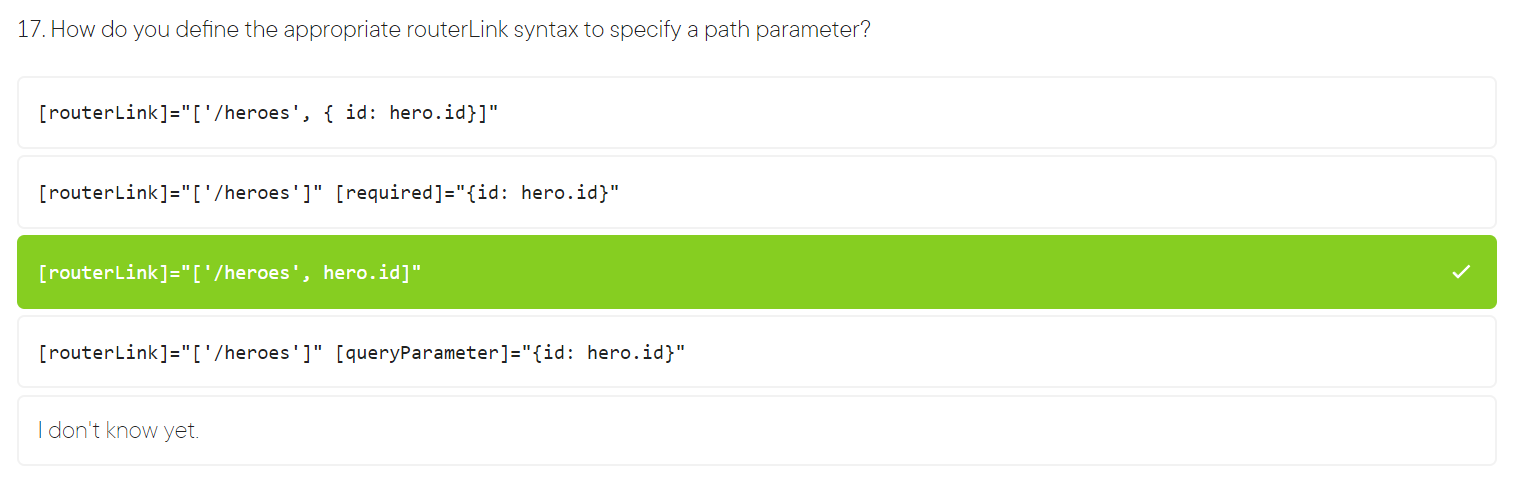 17. How do you define the appropriate routerLink syntax to specify a path parameter?
[routerLink]="['/heroes', { id: hero.id}]"
[routerLink]="['/heroes']" [required]="{id: hero.id}"
[routerLink]="['/heroes', hero.id]"
[routerLink]="['/heroes']" [queryParameter]="{id: hero.id}"
I don't know yet.